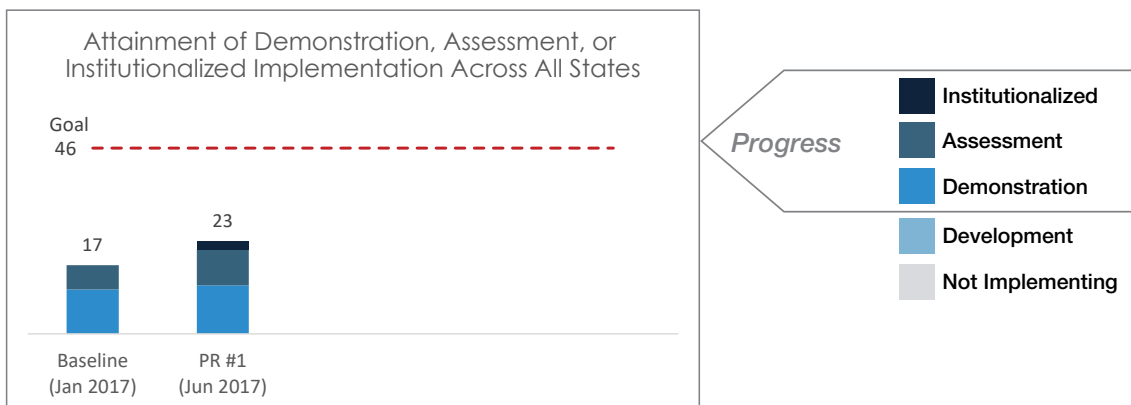 Attainment of Demonstration, Assessment, or
Institutionalized Implementation Across All States
Goal
46
17
23
Baseline
(Jan 2017)
PR #1
(Jun 2017)
Progress
Institutionalized
Assessment
Demonstration
Development
Not Implementing